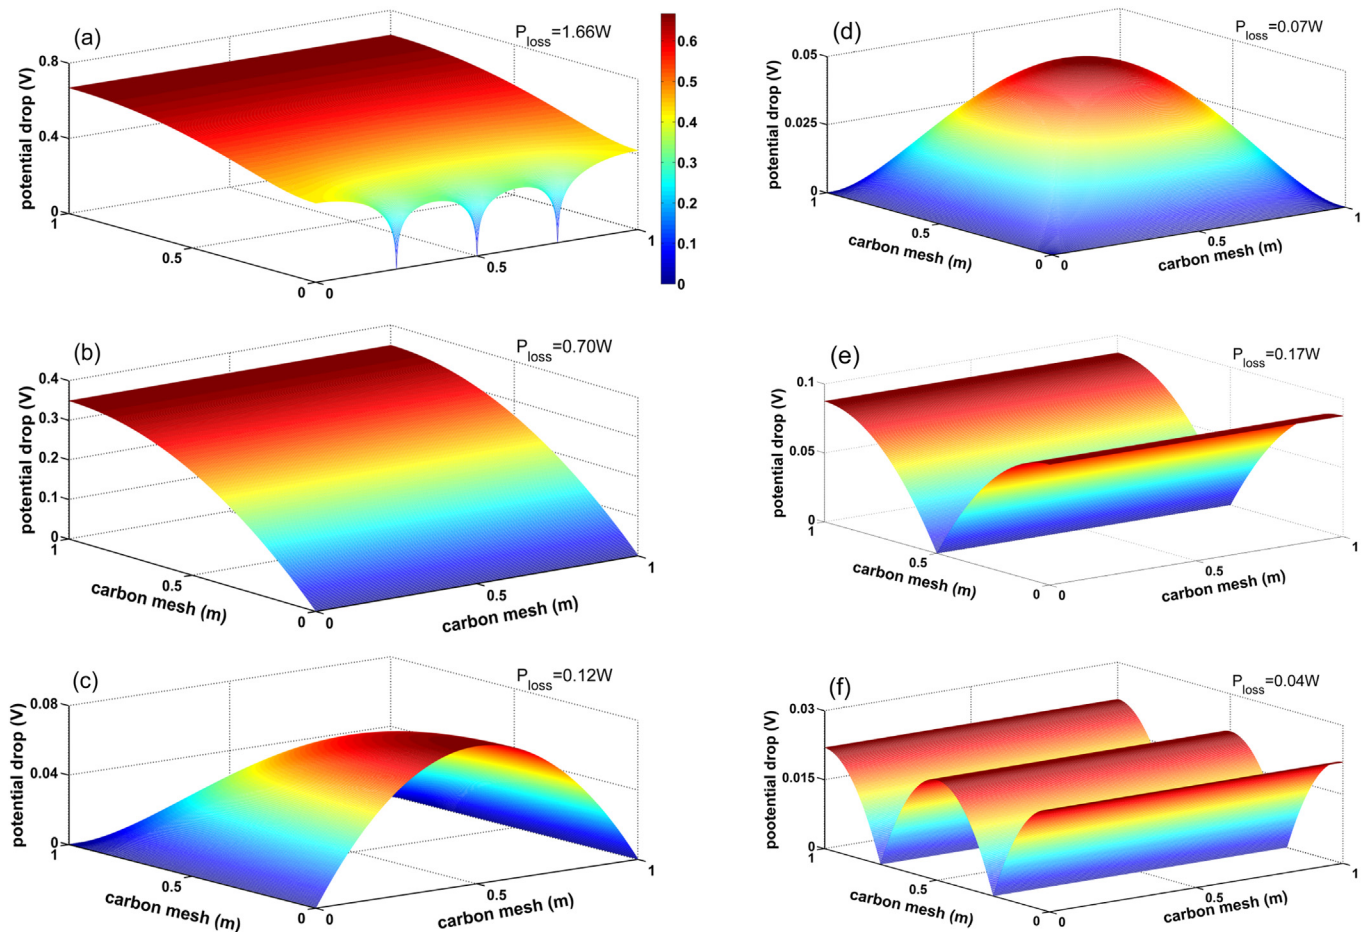 (a)
P_loss=1.66W
potential drop (V)
0.8
0.4
0
1
0.5
0
0
0.5
1
0.6
0.5
0.4
0.3
0.2
0.1
0
(b)
P_loss=0.70W
potential drop (V)
0.4
0.3
0.2
0.1
0
1
0.5
0
carbon mesh (m)
0
0.5
1
carbon mesh (m)
(c)
P_loss=0.12W
potential drop (V)
0.08
0.04
0
1
0.5
0
carbon mesh (m)
0
0.5
1
carbon mesh (m)
(d)
P_loss=0.07W
potential drop (V)
0.05
0.025
0
1
0.5
0
carbon mesh (m)
0
0.5
1
carbon mesh (m)
(e)
P_loss=0.17W
potential drop (V)
0.1
0.05
0
1
0.5
0
carbon mesh (m)
0
0.5
1
carbon mesh (m)
(f)
P_loss=0.04W
pootential drop (V)
0.03
0.015
0
1
0.5
0
carbon mesh (m)
0
0.5
1
carbon mesh (m)